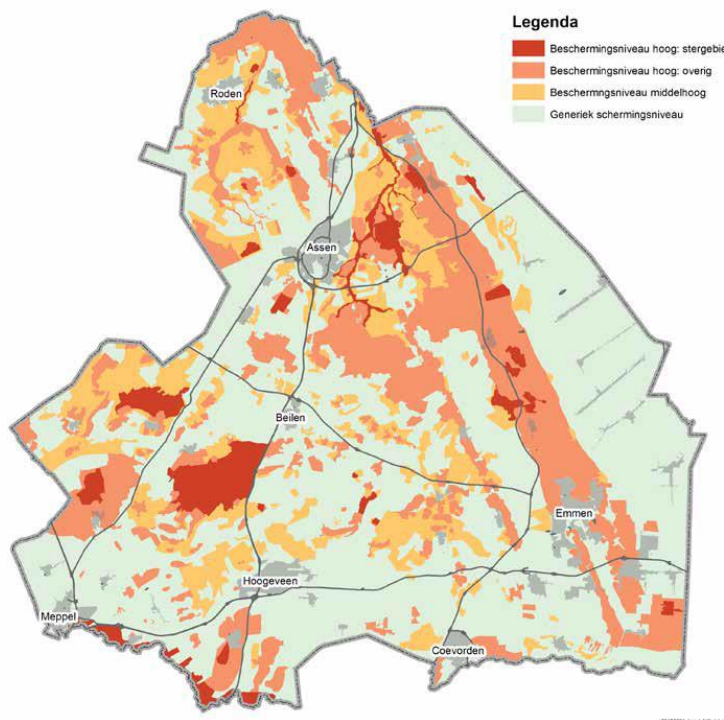 Legenda
Beschermingsniveau hoog: stergebie
Beschermingsniveau hoog: overig
Beschermngsniveau middelhoog
Generiek schermingsniveau
Roden
Assen
Beilen
Emmen
Hoogeveen
Meppel
Coevorden